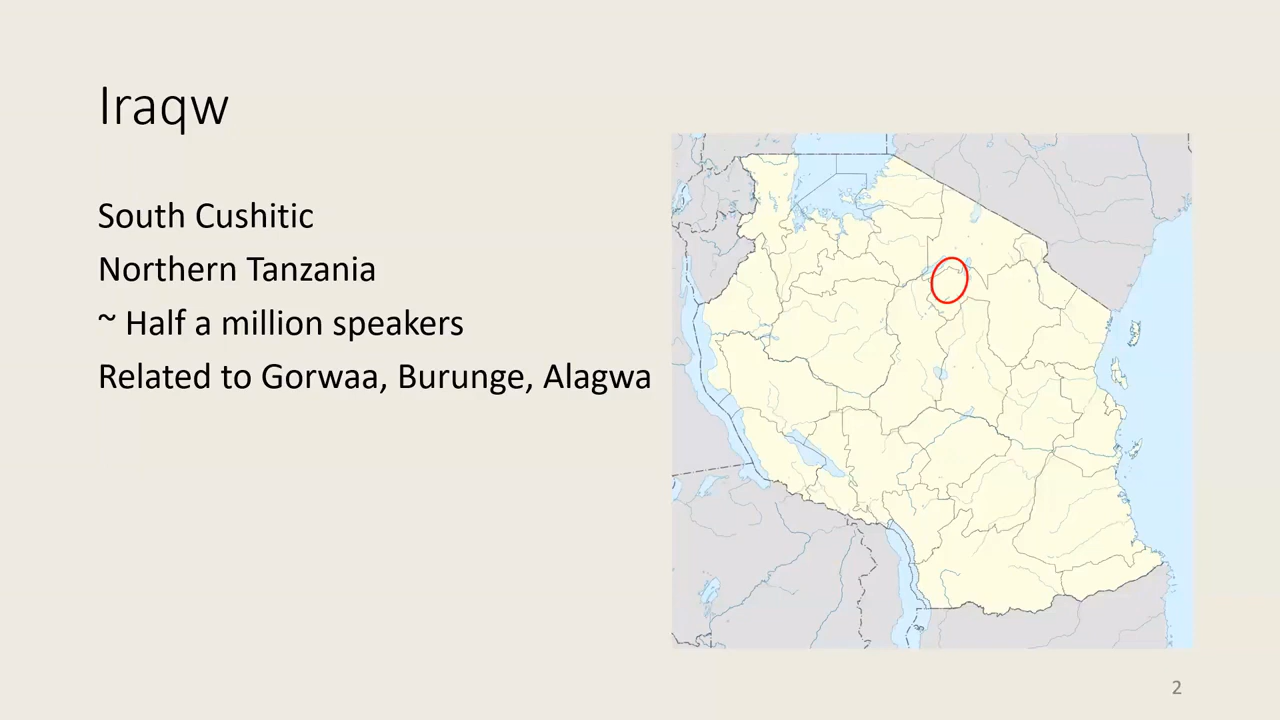 Iraqw
South Cushitic
Northern Tanzania
~ Half a million speakers
Related to Gorwaa, Burunge, Alagwa
2